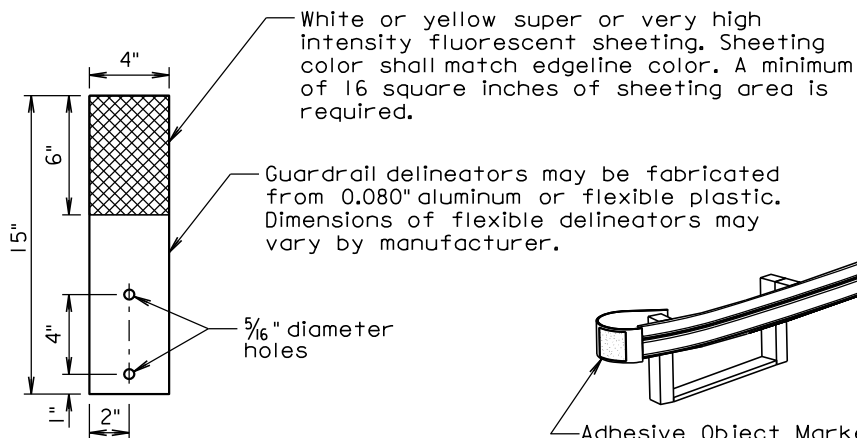 White or yellow super or very high
intensity fluorescent sheeting. Sheeting
color shall match edgeline color. A minimum
of 16 square inches of sheeting area is
required.
4"
6"
15"
Guardrail delineators may be fabricated
from 0.080" aluminum or flexible plastic.
Dimensions of flexible delineators may
vary by manufacturer.
4"
5/16" diameter
holes
1"
2"
Adhesive Object Marke